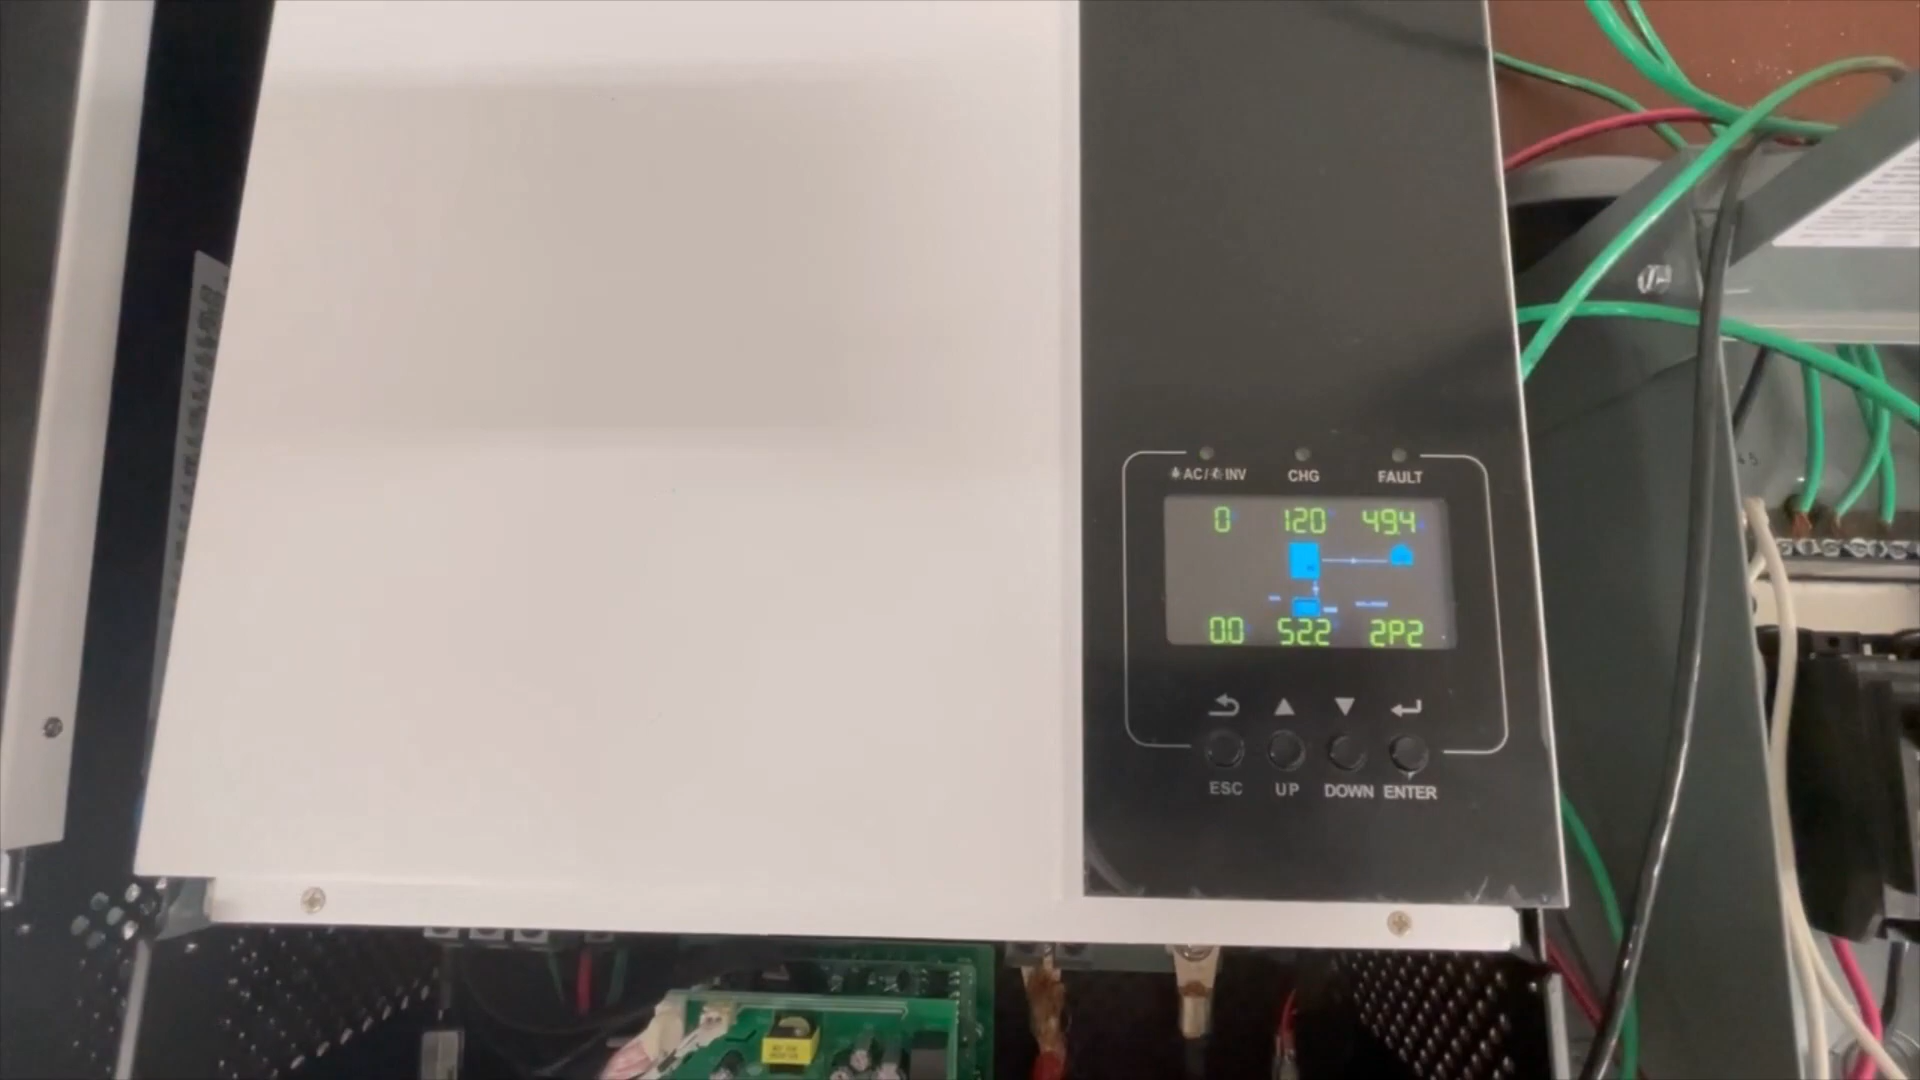 AC/ INV CHG FAULT
0 120 49.4
0.0 52.2 2P2
ESC UP DOWN ENTER